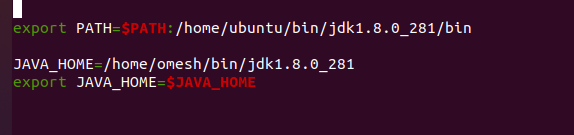 export PATH=$PATH:/home/ubuntu/bin/jdk1.8.0_281/bin
JAVA_HOME=/home/omesh/bin/jdk1.8.0_281
export JAVA_HOME=$JAVA_HOME